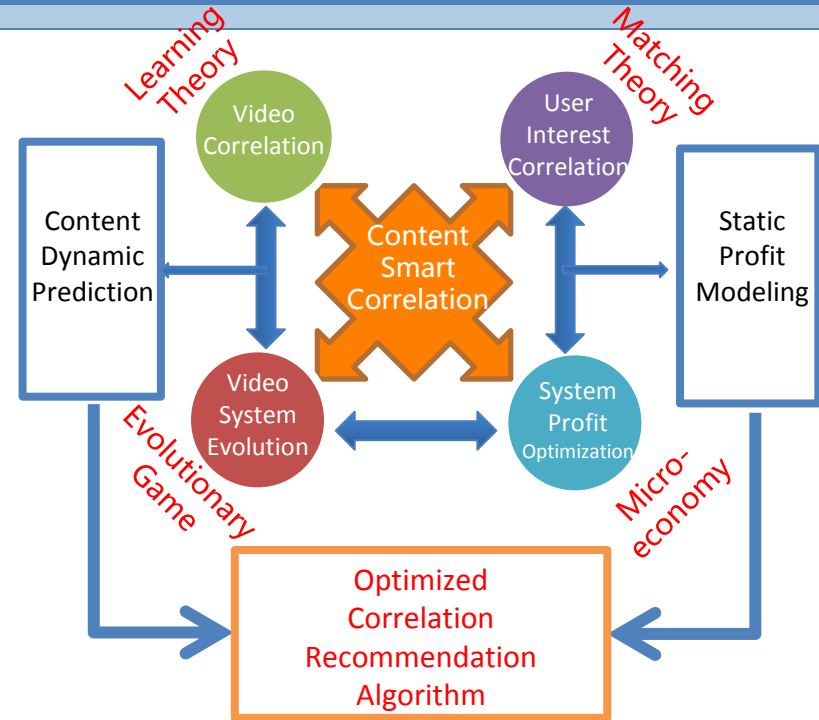 Learning
Theory
Matching
Theory
Video
Correlation
User
Interest
Correlation
Content
Dynamic
Prediction
Content
Smart
Correlation
Static
Profit
Modeling
Video
System
Evolution
System
Profit
Optimization
Evolutionary
Game
Micro-
economy
Optimized
Correlation
Recommendation
Algorithm